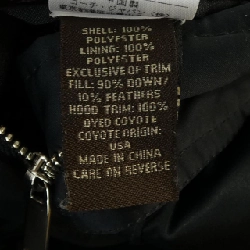 SHELL: 100%
POLYESTER
LINING: 100%
POLYESTER
EXCLUSIVE OF TRIM
FILL: 90% DOWN/
10% FEATHERS
HOOD TRIM: 100%
DYED COYOTE
COYOTE ORIGIN:
USA
MADE IN CHINA
CARE ON REVERSE